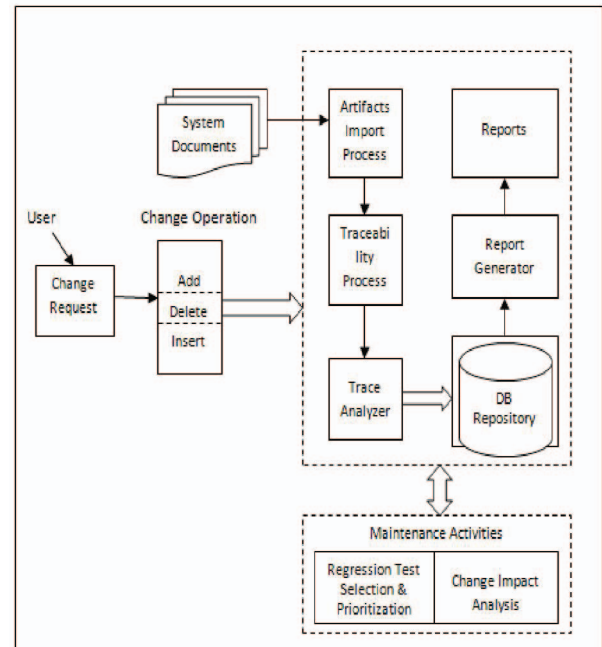 System
Documents
Artifacts
Import
Process
Reports
User
Change Operation
Change
Request
Add
Delete
Insert
Traceabi
lity
Process
Report
Generator
Trace
Analyzer
DB
Repository
Maintenance Activities
Regression Test
Selection &
Prioritization
Change Impact
Analysis